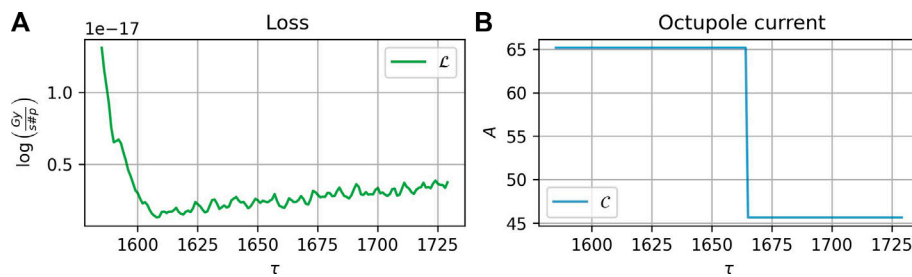 A
Loss
1e−17
1.0
0.5
log(Gy/s#p)
ℒ
1600 1625 1650 1675 1700 1725
τ
B
Octupole current
65
60
55
50
45
A
𝒞
1600 1625 1650 1675 1700 1725
τ